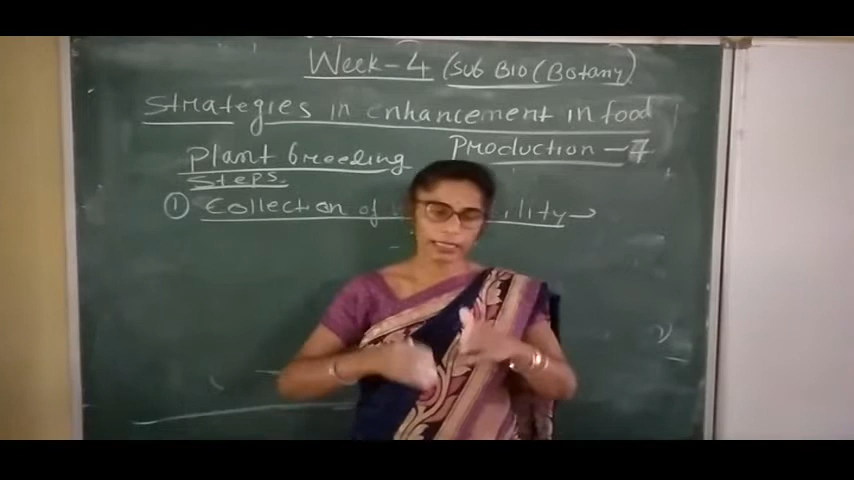 Week-4 (Sub BIO (Botany)
Strategies in enhancement in food
Production - 7
Plant breeding
Steps.
① Collection of ility →